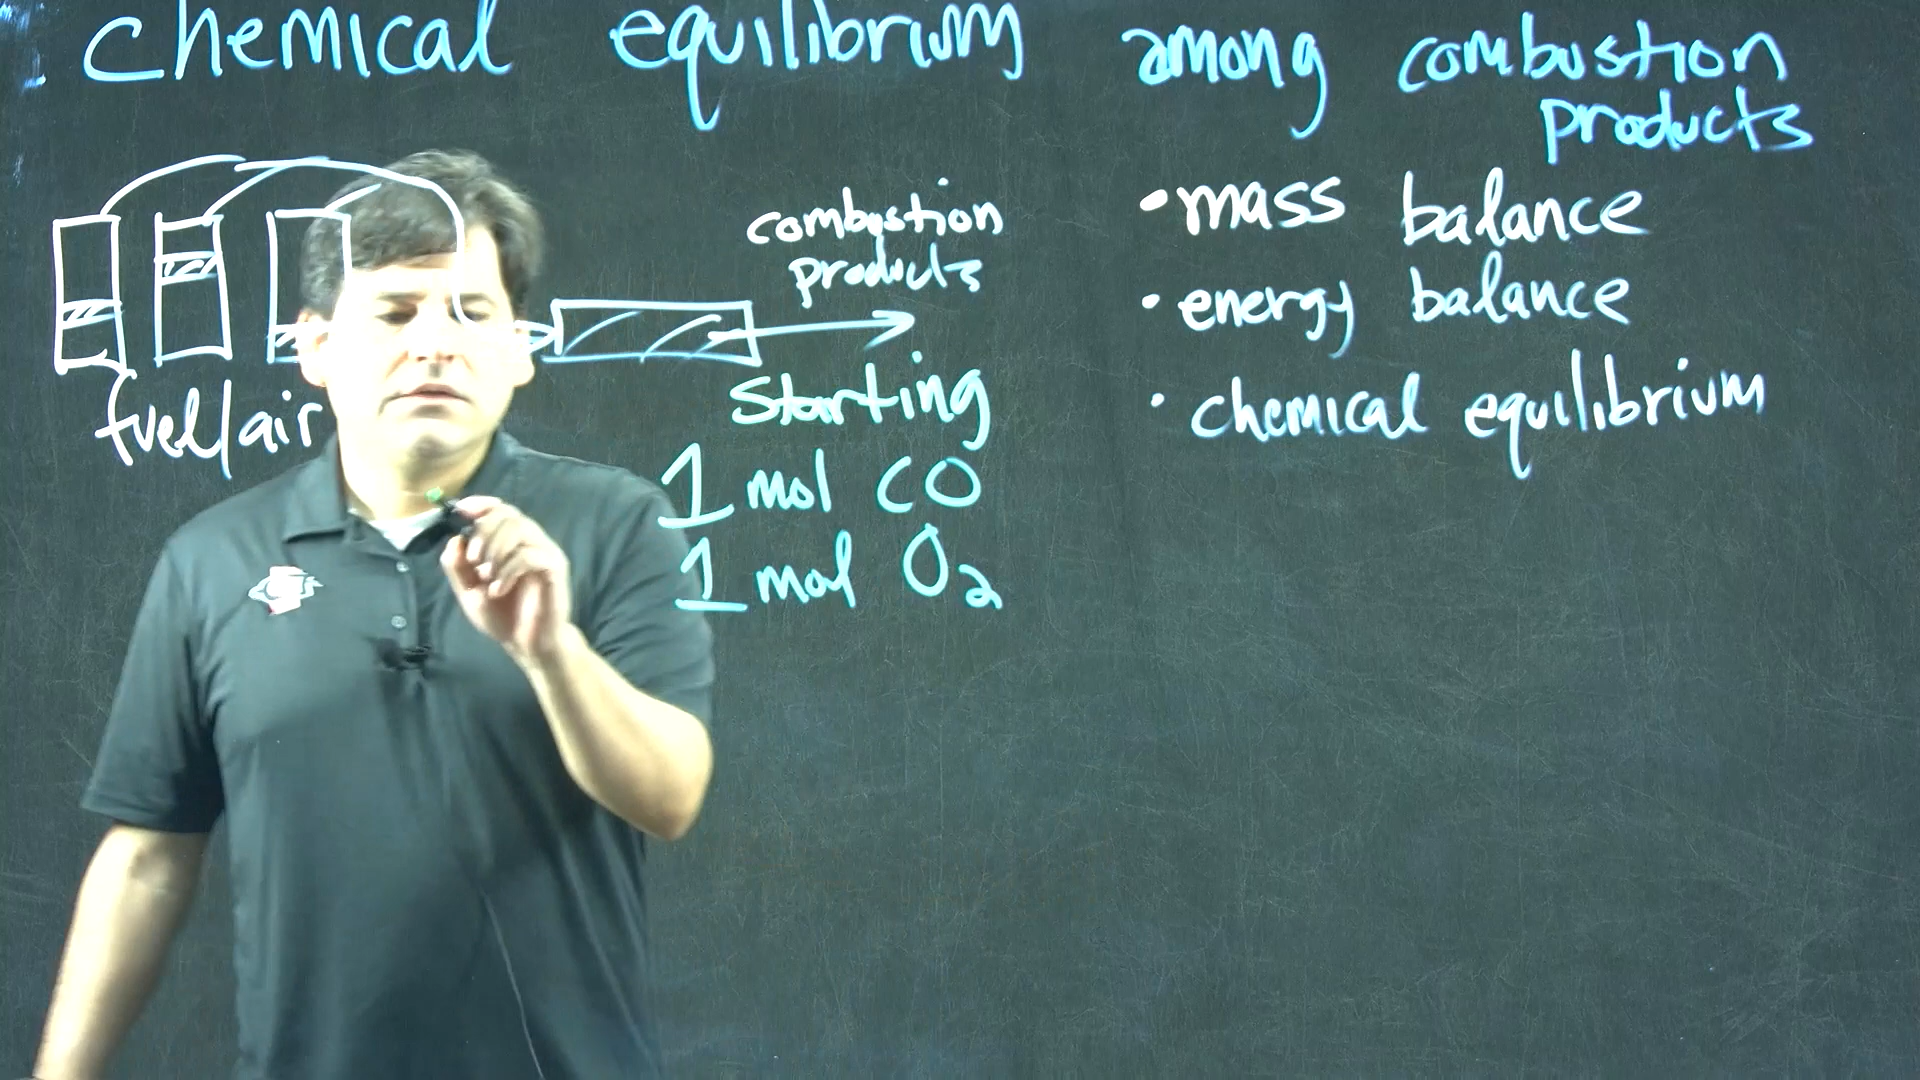 chemical equilibrium among combustion
products
combustion
products
fuel/air
Starting
1 mol CO
1 mol O2
• mass balance
• energy balance
• chemical equilibrium